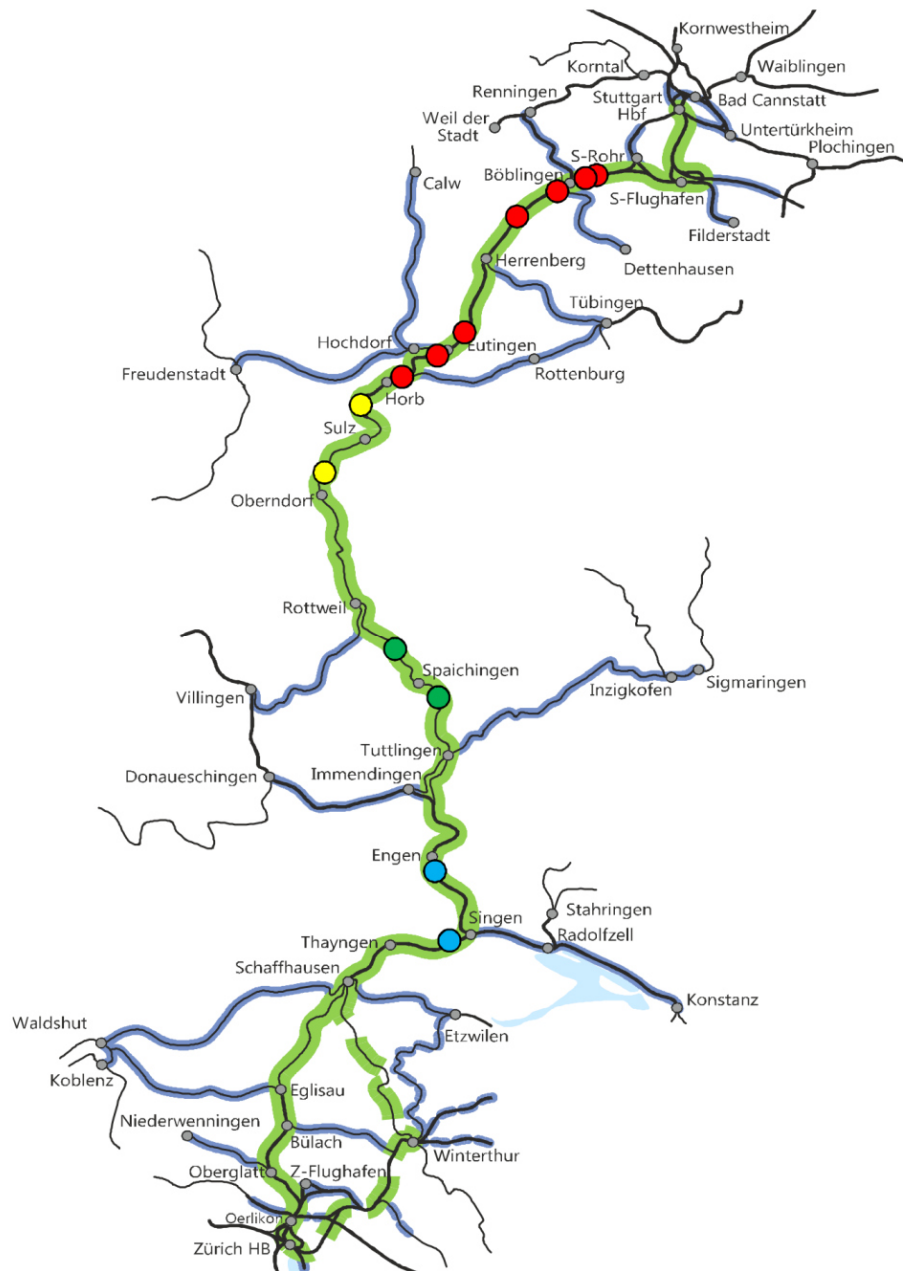 Kornwestheim
Korntal
Waiblingen
Renningen
Stuttgart
Hbf
Bad Cannstatt
Weil der
Stadt
Untertürkheim
S-Rohr
Plochingen
Calw
Böblingen
S-Flughafen
Filderstadt
Herrenberg
Dettenhausen
Tübingen
Hochdorf
Eutingen
Freudenstadt
Rottenburg
Horb
Sulz
Oberndorf
Rottweil
Spaichingen
Villingen
Inzigkofen
Sigmaringen
Tuttlingen
Donaueschingen
Immendingen
Engen
Stahringen
Singen
Radolfzell
Thayngen
Schaffhausen
Konstanz
Waldshut
Etzwilen
Koblenz
Eglisau
Niederwenningen
Bülach
Winterthur
Oberglatt
Z-Flughafen
Oerlikon
Zürich HB